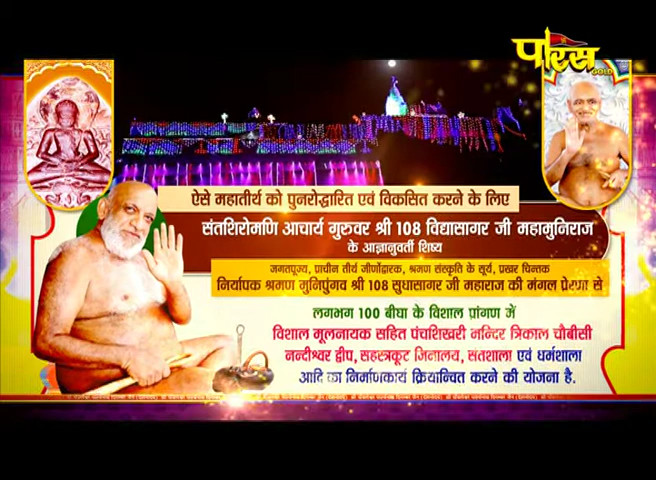 पारस
GOLD
ऐसे महातीर्थ को पुनरोद्धारित एवं विकसित करने के लिए
संतशिरोमणि आचार्य गुरुवर श्री 108 विद्यासागर जी महामुनिराज
के आज्ञानुवर्ती शिष्य
जगतपूज्य, प्राचीन तीर्थ जीर्णोद्धारक, श्रमण संस्कृति के सूर्य, प्रखर चिन्तक
निर्यापक श्रमण मुनिपुंगव श्री 108 सुधासागर जी महाराज की मंगल प्रेरणा से
लगभग 100 बीघा के विशाल प्रांगण में
विशाल मूलनायक सहित पंचशिखरी मन्दिर त्रिकाल चौबीसी
नन्दीश्वर द्वीप, सहस्त्रकूट जिनालय, संतशाला एवं धर्मशाला
आदि का निर्माणकार्य क्रियान्वित करने की योजना है.